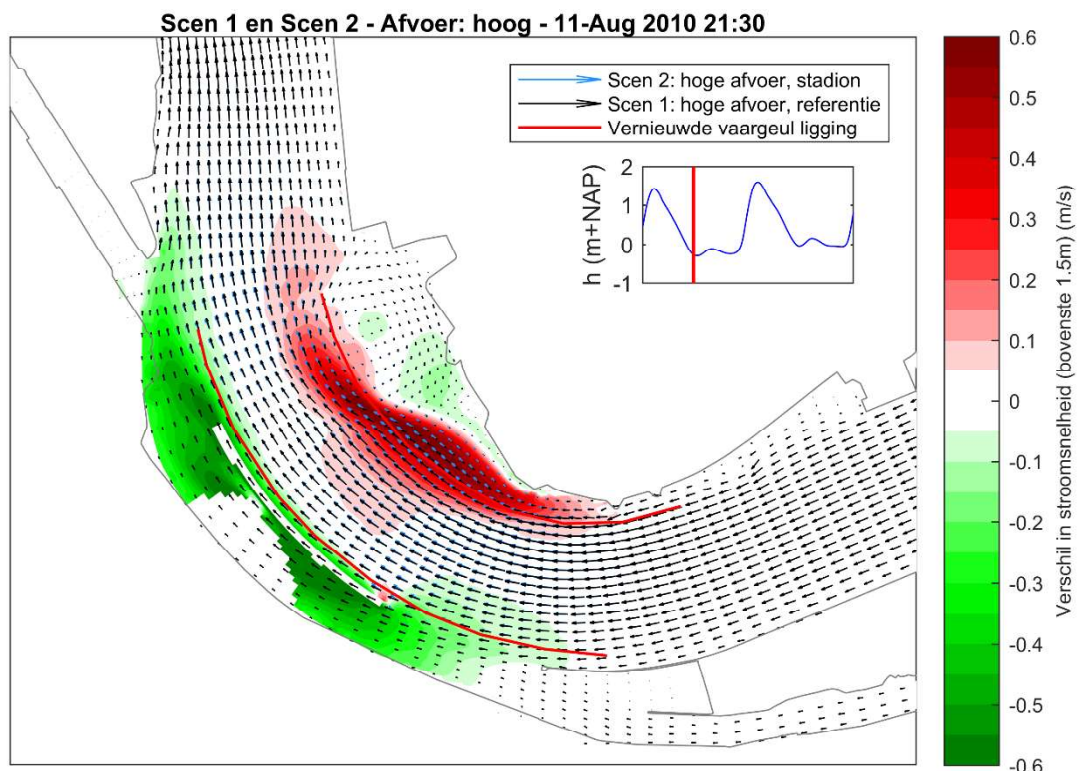 Scen 1 en Scen 2 - Afvoer: hoog - 11-Aug 2010 21:30
Scen 2: hoge afvoer, stadion
Scen 1: hoge afvoer, referentie
Vernieuwde vaargeul ligging
h (m+NAP)
2
1
0
-1
0.6
0.5
0.4
0.3
0.2
0.1
0
-0.1
-0.2
-0.3
-0.4
-0.5
-0.6
Verschil in stroomsnelheid (bovenste 1.5m) (m/s)